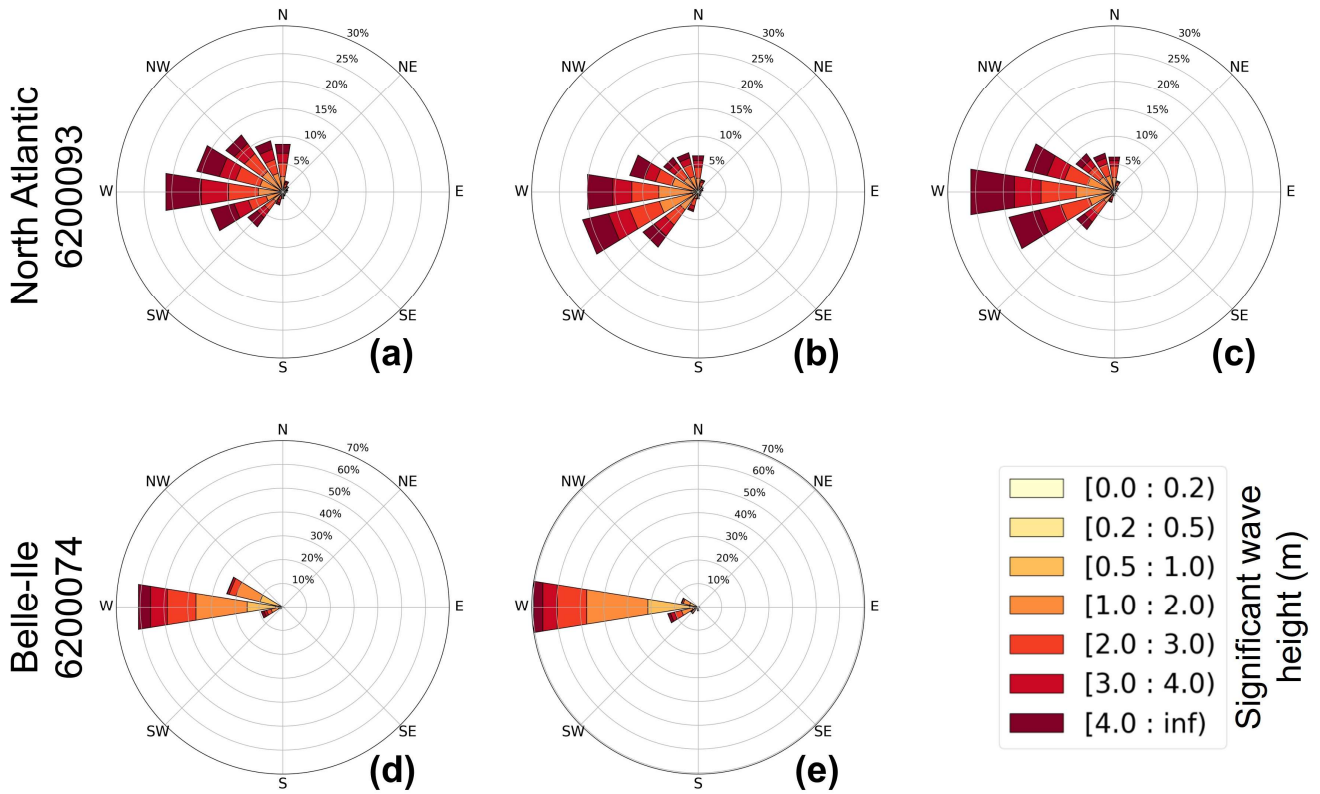 North Atlantic
6200093
N
NE
E
SE
S
SW
W
NW
5%
10%
15%
20%
25%
30%
(a)
N
NE
E
SE
S
SW
W
NW
5%
10%
15%
20%
25%
30%
(b)
N
NE
E
SE
S
SW
W
NW
5%
10%
15%
20%
25%
30%
(c)
Belle-Ile
6200074
N
NE
E
SE
S
SW
W
NW
10%
20%
30%
40%
50%
60%
70%
(d)
N
NE
E
SE
S
SW
W
NW
10%
20%
30%
40%
50%
60%
70%
(e)
[0.0 : 0.2)
[0.2 : 0.5)
[0.5 : 1.0)
[1.0 : 2.0)
[2.0 : 3.0)
[3.0 : 4.0)
[4.0 : inf)
Significant wave
height (m)